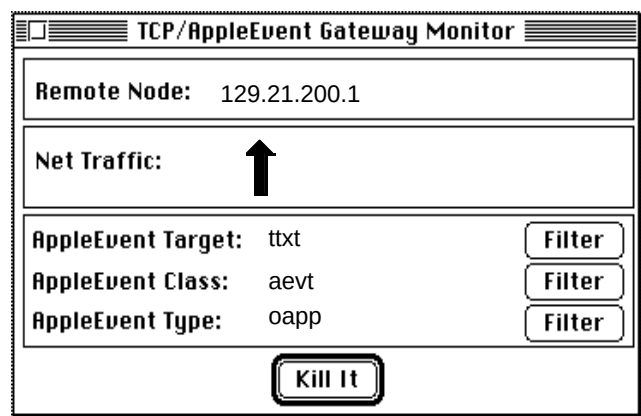 TCP/AppleEvent Gateway Monitor
Remote Node: 129.21.200.1
Net Traffic:
AppleEvent Target: ttxt Filter
AppleEvent Class: aevt Filter
AppleEvent Type: oapp Filter
Kill It